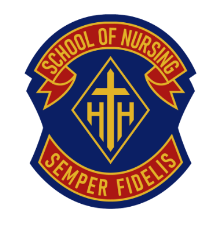 SCHOOL OF NURSING
H H
SEMPER FIDELIS